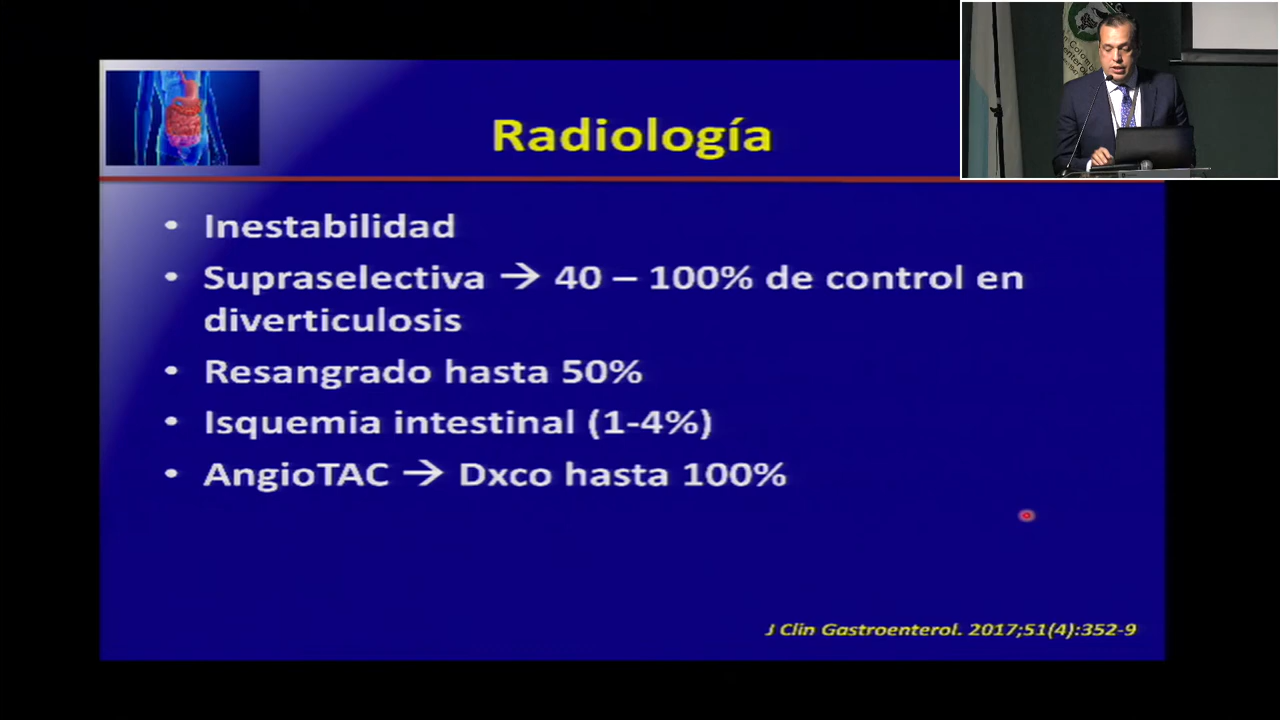 Radiología
• Inestabilidad
• Supraselectiva → 40 – 100% de control en
diverticulosis
• Resangrado hasta 50%
• Isquemia intestinal (1-4%)
• AngioTAC → Dxco hasta 100%
J Clin Gastroenterol. 2017;51(4):352-9